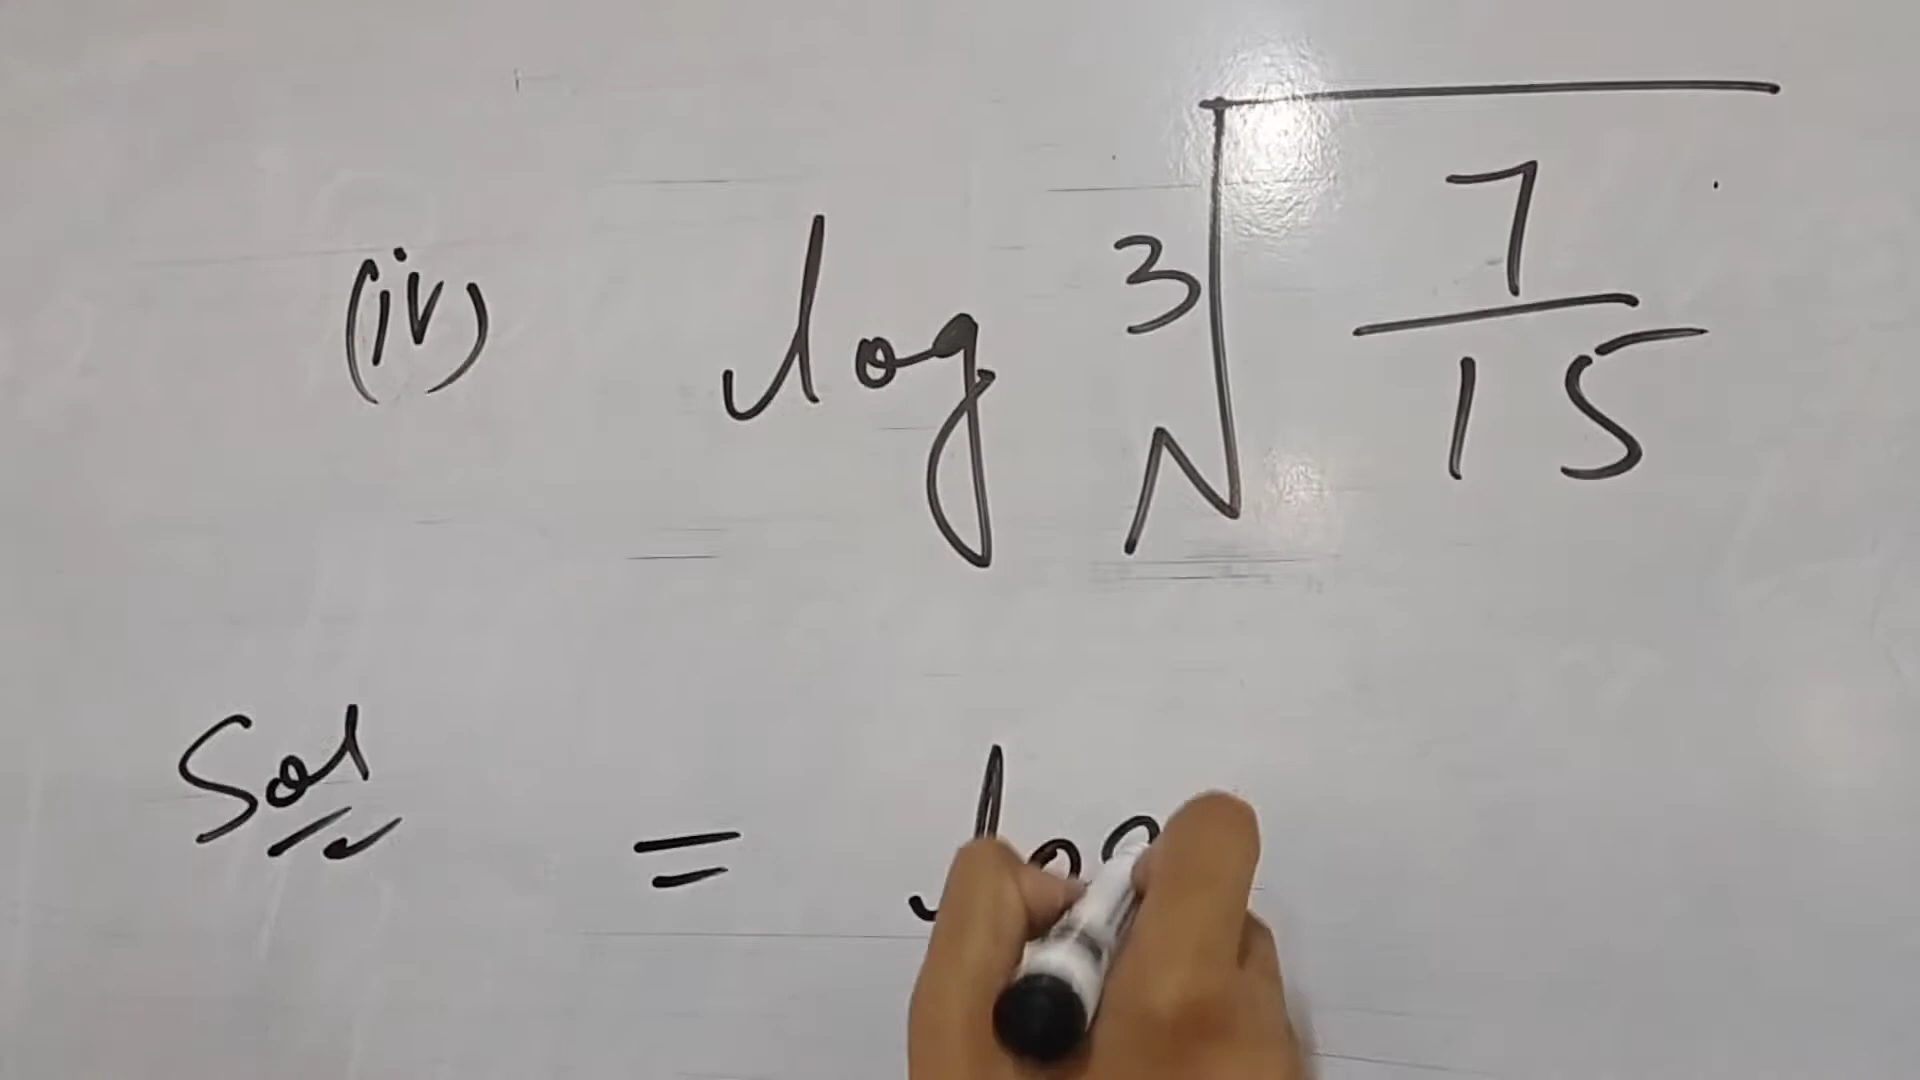 (iv) log ∛(7/15)
Sol = log